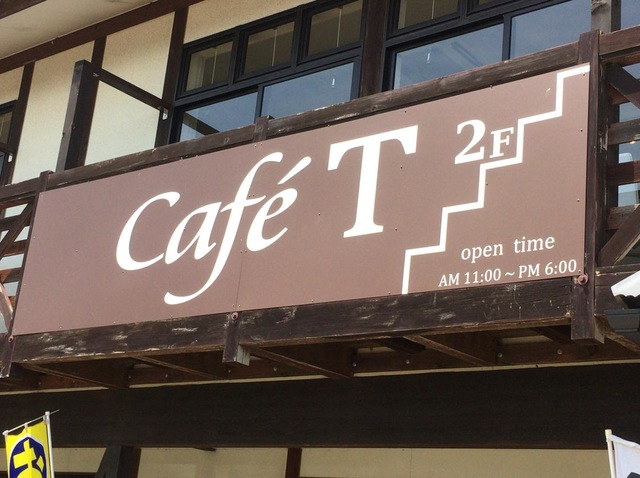 Café T 2F
open time
AM 11:00 ~ PM 6:00